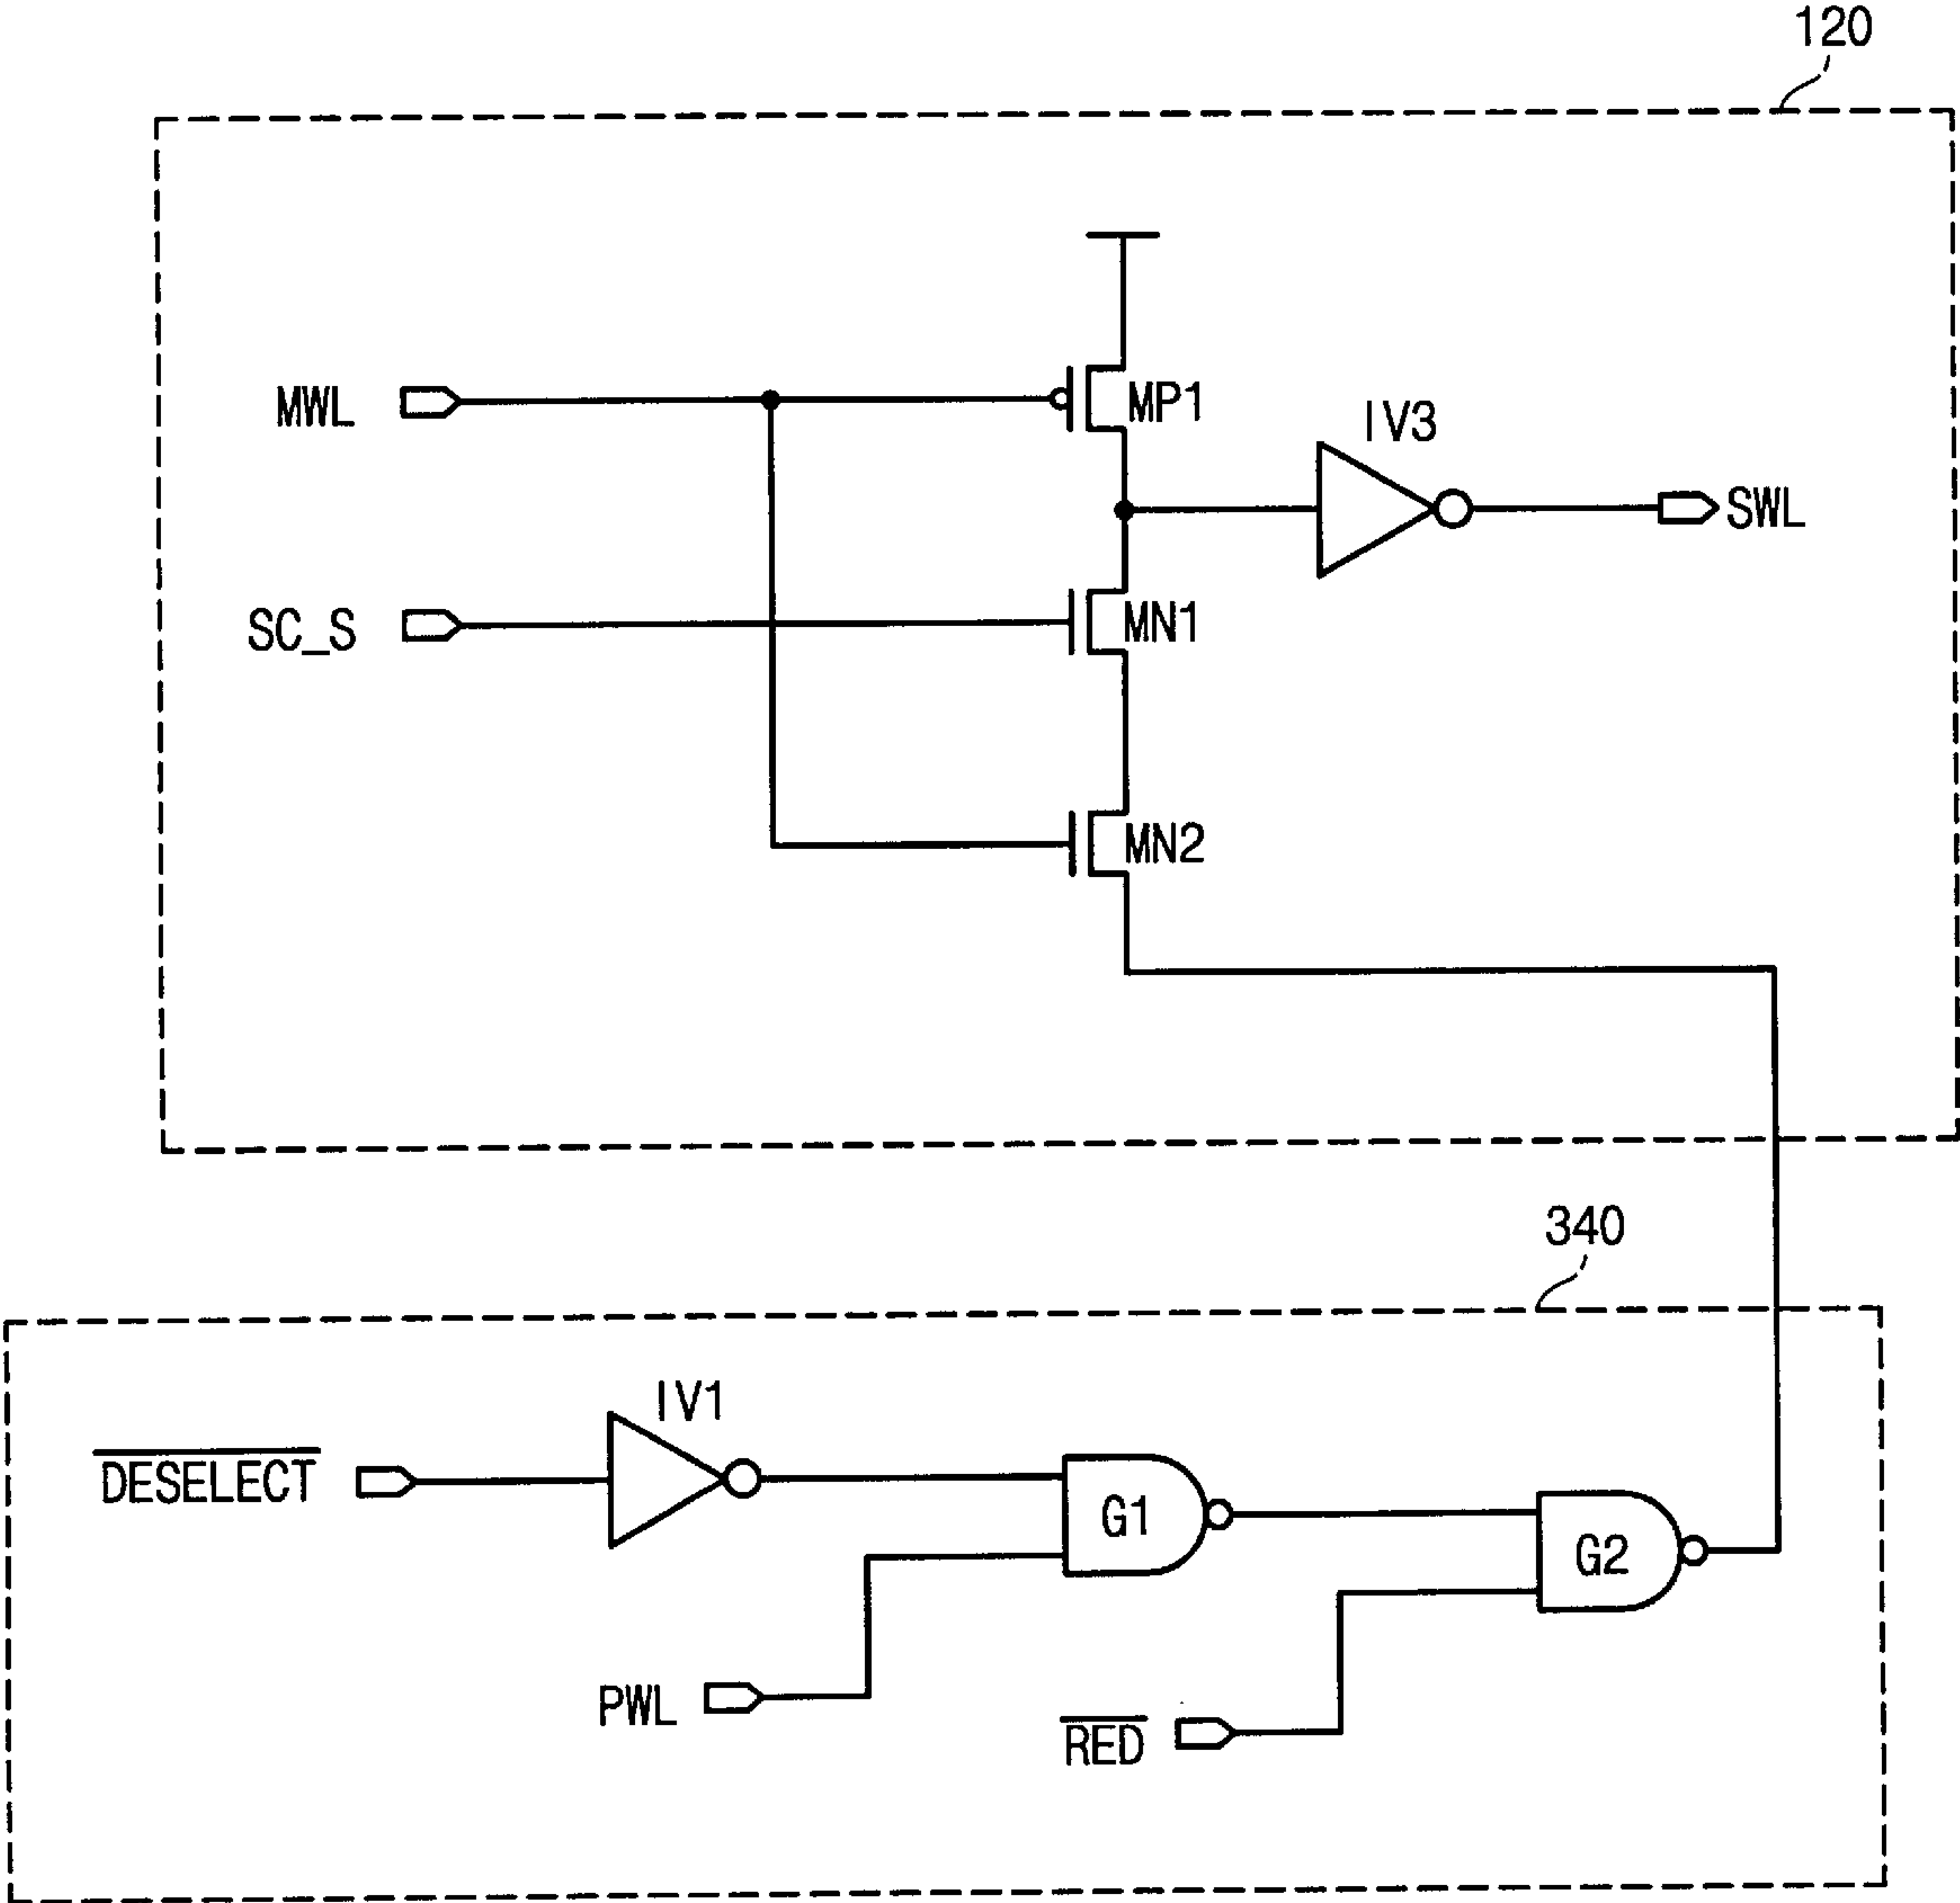 120
MWL
MP1
IV3
SWL
SC_S
MN1
MN2
340
IV1
DESELECT
G1
G2
PWL
RED